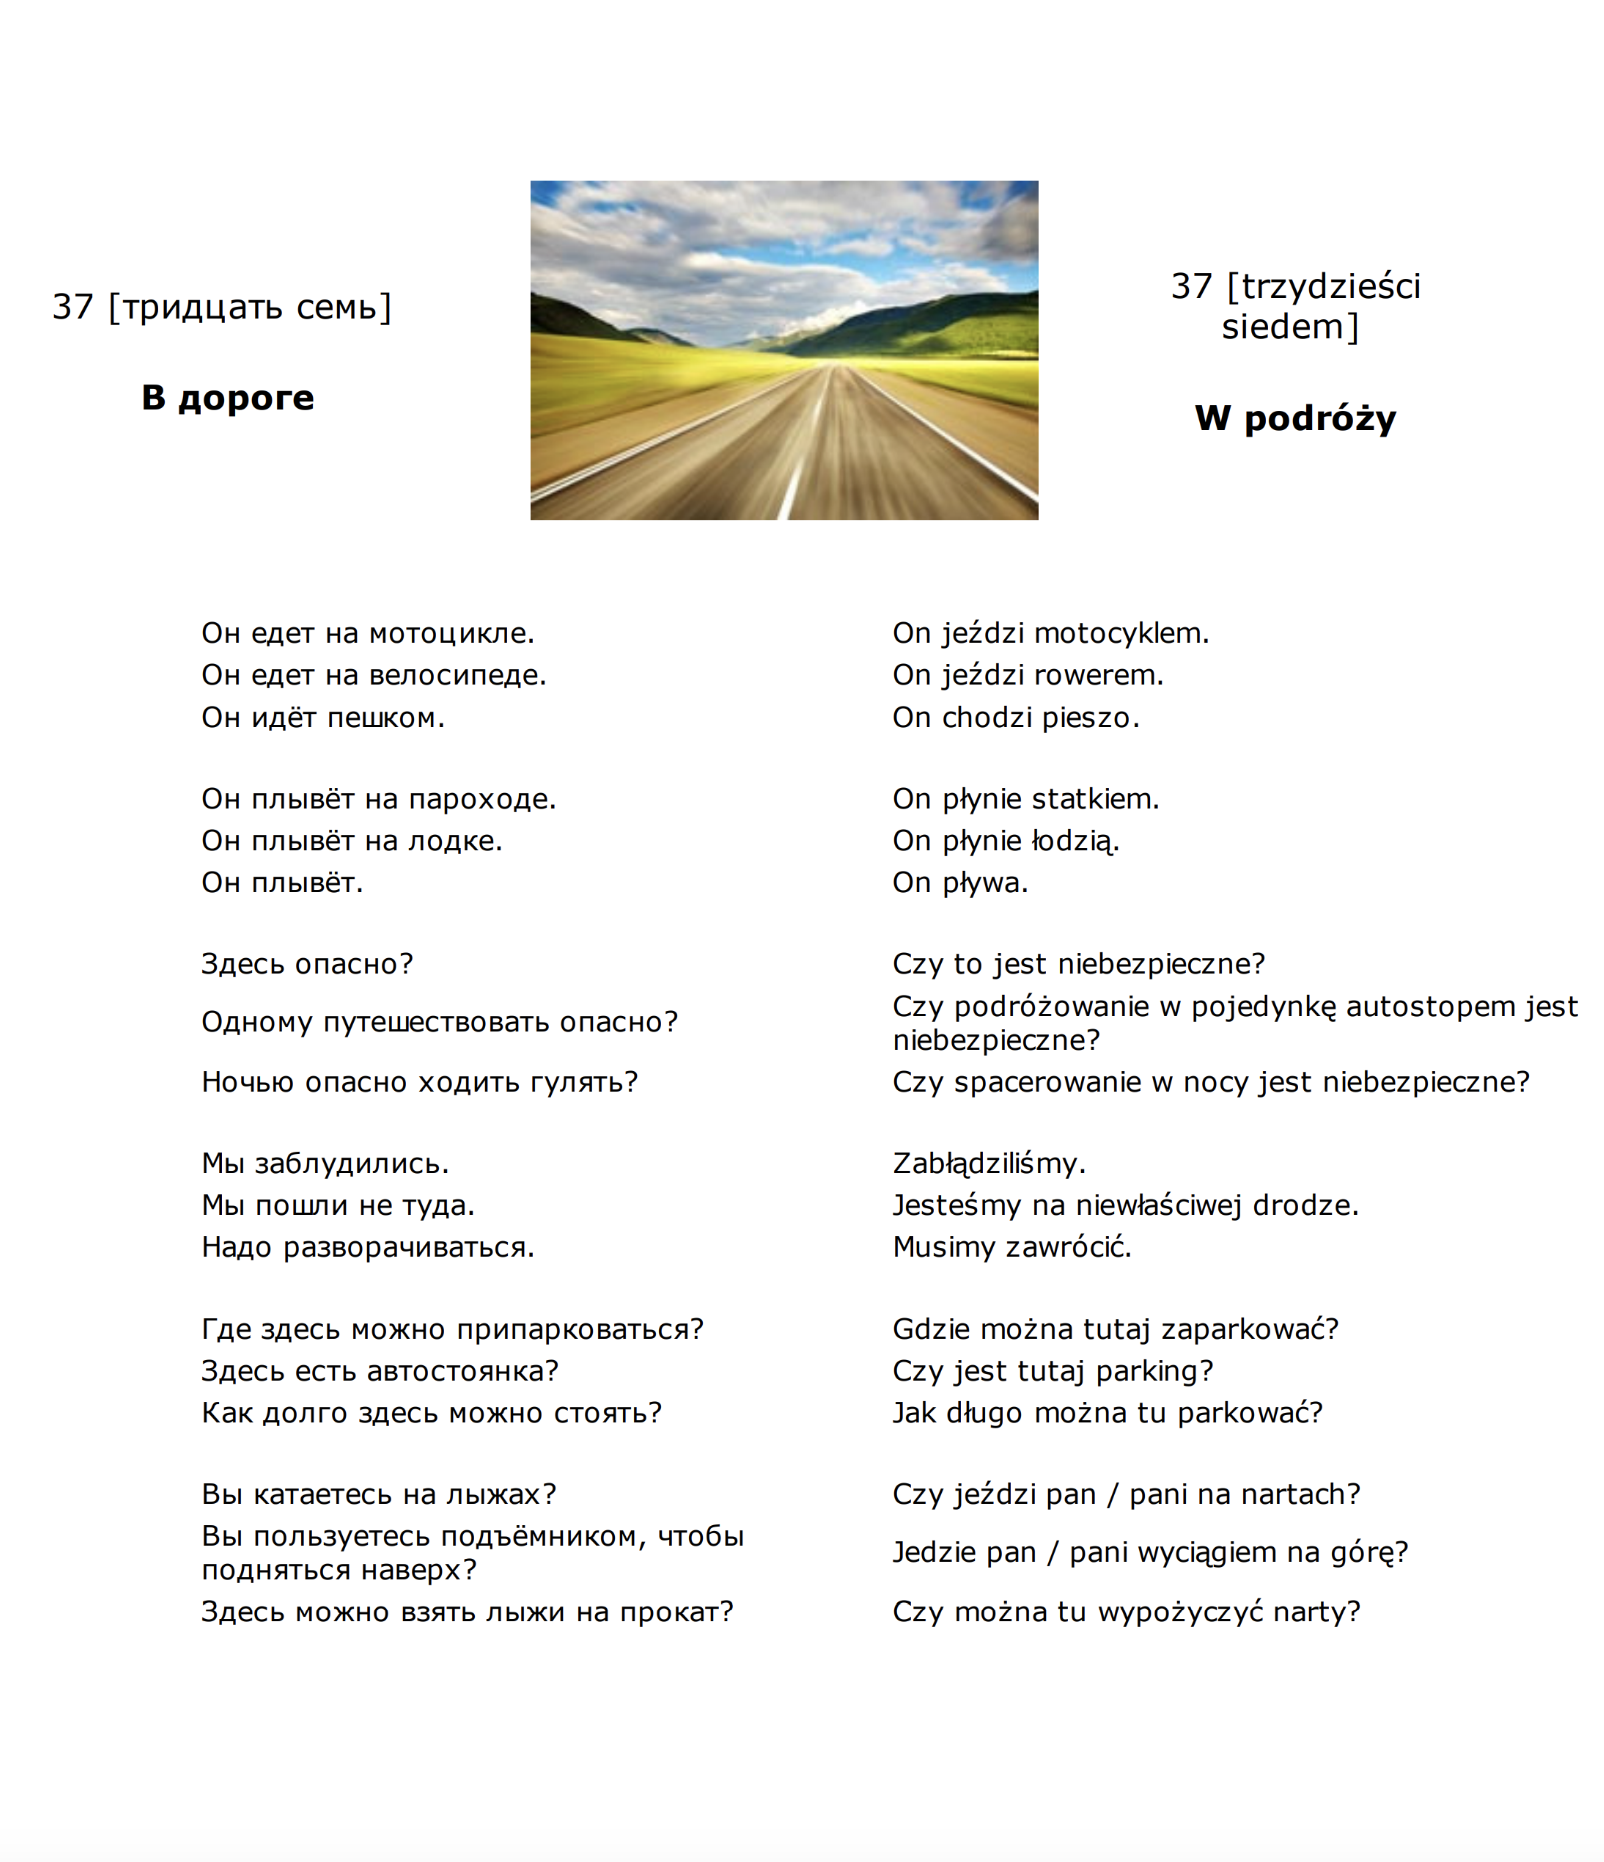 37 [тридцать семь]
В дороге
37 [trzydzieści
siedem]
W podróży
Он едет на мотоцикле.
On jeździ motocyklem.
Он едет на велосипеде.
On jeździ rowerem.
Он идёт пешком.
On chodzi pieszo.
Он плывёт на пароходе.
On płynie statkiem.
Он плывёт на лодке.
On płynie łodzią.
Он плывёт.
On pływa.
Здесь опасно?
Czy to jest niebezpieczne?
Одному путешествовать опасно?
Czy podróżowanie w pojedynkę autostopem jest
niebezpieczne?
Ночью опасно ходить гулять?
Czy spacerowanie w nocy jest niebezpieczne?
Мы заблудились.
Zabłądziliśmy.
Мы пошли не туда.
Jesteśmy na niewłaściwej drodze.
Надо разворачиваться.
Musimy zawrócić.
Где здесь можно припарковаться?
Gdzie można tutaj zaparkować?
Здесь есть автостоянка?
Czy jest tutaj parking?
Как долго здесь можно стоять?
Jak długo można tu parkować?
Вы катаетесь на лыжах?
Czy jeździ pan / pani na nartach?
Вы пользуетесь подъёмником, чтобы
подняться наверх?
Jedzie pan / pani wyciągiem na górę?
Здесь можно взять лыжи на прокат?
Czy można tu wypożyczyć narty?